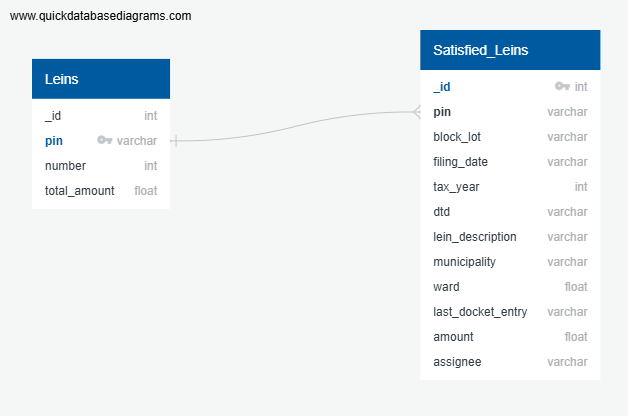 www.quickdatabasediagrams.com
Leins
_id int
pin varchar
number int
total_amount float
Satisfied_Leins
_id int
pin varchar
block_lot varchar
filing_date varchar
tax_year int
dtd varchar
lein_description varchar
municipality varchar
ward float
last_docket_entry varchar
amount float
assignee varchar